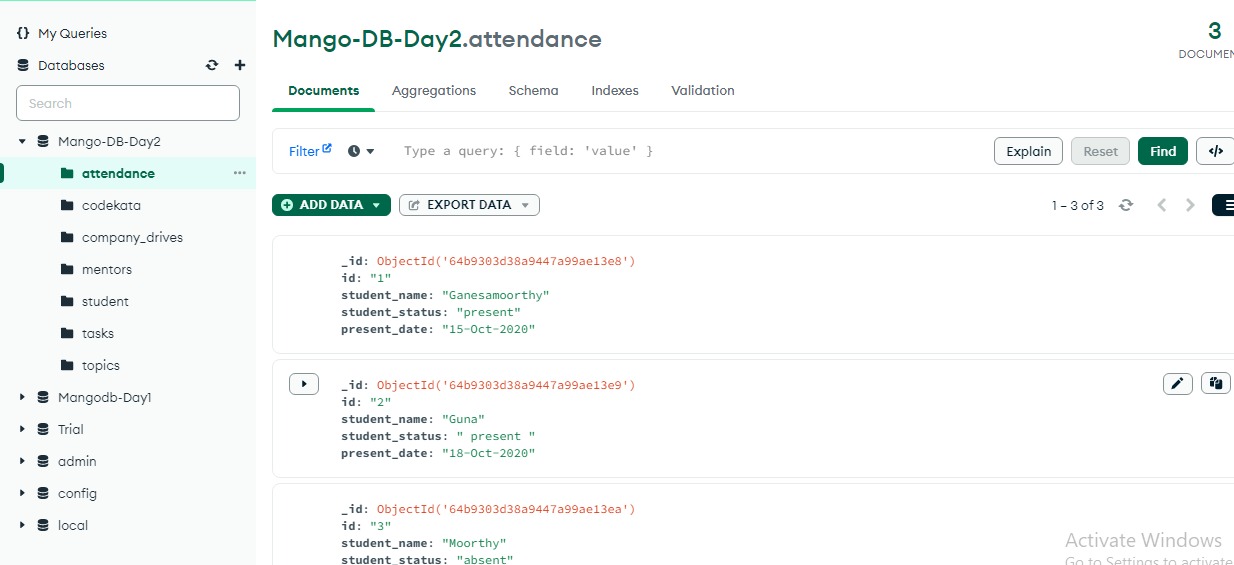 {} My Queries
Databases
Search
Mango-DB-Day2
attendance
codekata
company_drives
mentors
student
tasks
topics
Mangodb-Day1
Trial
admin
config
local
Mango-DB-Day2.attendance
3
DOCUMEN
Documents Aggregations Schema Indexes Validation
Filter Type a query: { field: 'value' } Explain Reset Find </>
ADD DATA EXPORT DATA 1 – 3 of 3
_id: ObjectId('64b9303d38a9447a99ae13e8')
id: "1"
student_name: "Ganesamoorthy"
student_status: "present"
present_date: "15-Oct-2020"
_id: ObjectId('64b9303d38a9447a99ae13e9')
id: "2"
student_name: "Guna"
student_status: " present "
present_date: "18-Oct-2020"
_id: ObjectId('64b9303d38a9447a99ae13ea')
id: "3"
student_name: "Moorthy"
student_status: "absent"
Activate Windows
Go to Settings to activate